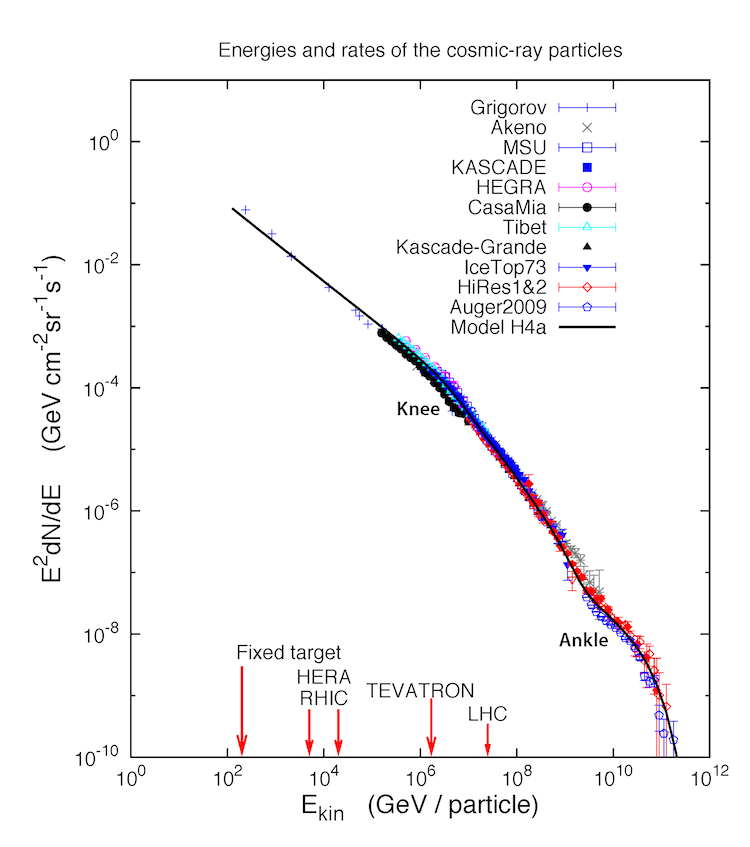 Energies and rates of the cosmic-ray particles
Grigorov
Akeno
MSU
KASCADE
HEGRA
CasaMia
Tibet
Kascade-Grande
IceTop73
HiRes1&2
Auger2009
Model H4a
10⁰
10⁻²
10⁻⁴
10⁻⁶
10⁻⁸
10⁻¹⁰
E²dN/dE (GeV cm⁻²sr⁻¹s⁻¹)
Knee
Ankle
Fixed target
HERA
RHIC
TEVATRON
LHC
10⁰ 10² 10⁴ 10⁶ 10⁸ 10¹⁰ 10¹²
Eₖᵢₙ (GeV / particle)